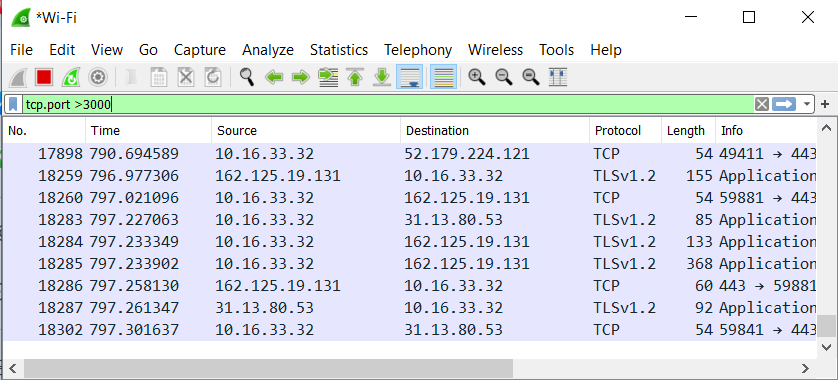 *Wi-Fi
File Edit View Go Capture Analyze Statistics Telephony Wireless Tools Help
tcp.port >3000
No. Time Source Destination Protocol Length Info
17898 790.694589 10.16.33.32 52.179.224.121 TCP 54 49411 → 443
18259 796.977306 162.125.19.131 10.16.33.32 TLSv1.2 155 Application
18260 797.021096 10.16.33.32 162.125.19.131 TCP 54 59881 → 443
18283 797.227063 10.16.33.32 31.13.80.53 TLSv1.2 85 Application
18284 797.233349 10.16.33.32 162.125.19.131 TLSv1.2 133 Application
18285 797.233902 10.16.33.32 162.125.19.131 TLSv1.2 368 Application
18286 797.258130 162.125.19.131 10.16.33.32 TCP 60 443 → 59881
18287 797.261347 31.13.80.53 10.16.33.32 TLSv1.2 92 Application
18302 797.301637 10.16.33.32 31.13.80.53 TCP 54 59841 → 443